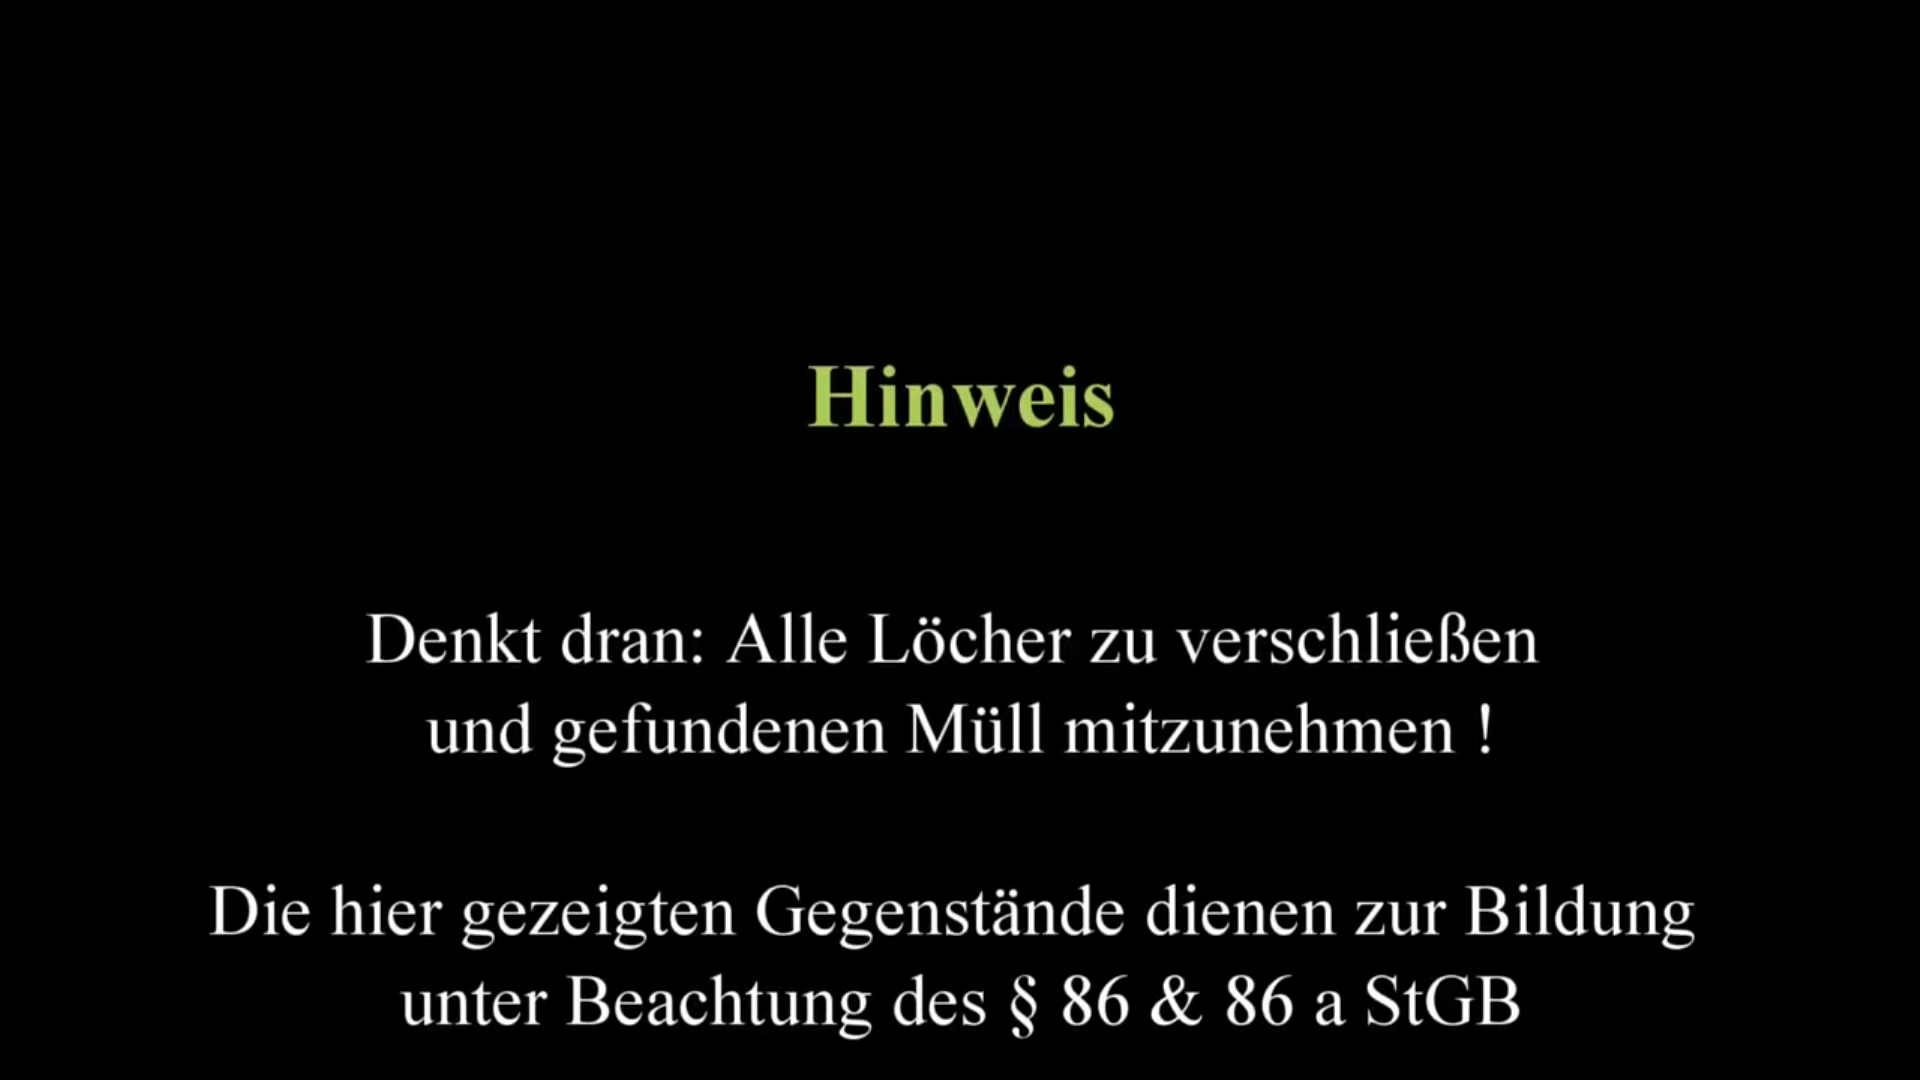 Hinweis
Denkt dran: Alle Löcher zu verschließen
und gefundenen Müll mitzunehmen !
Die hier gezeigten Gegenstände dienen zur Bildung
unter Beachtung des § 86 & 86 a StGB